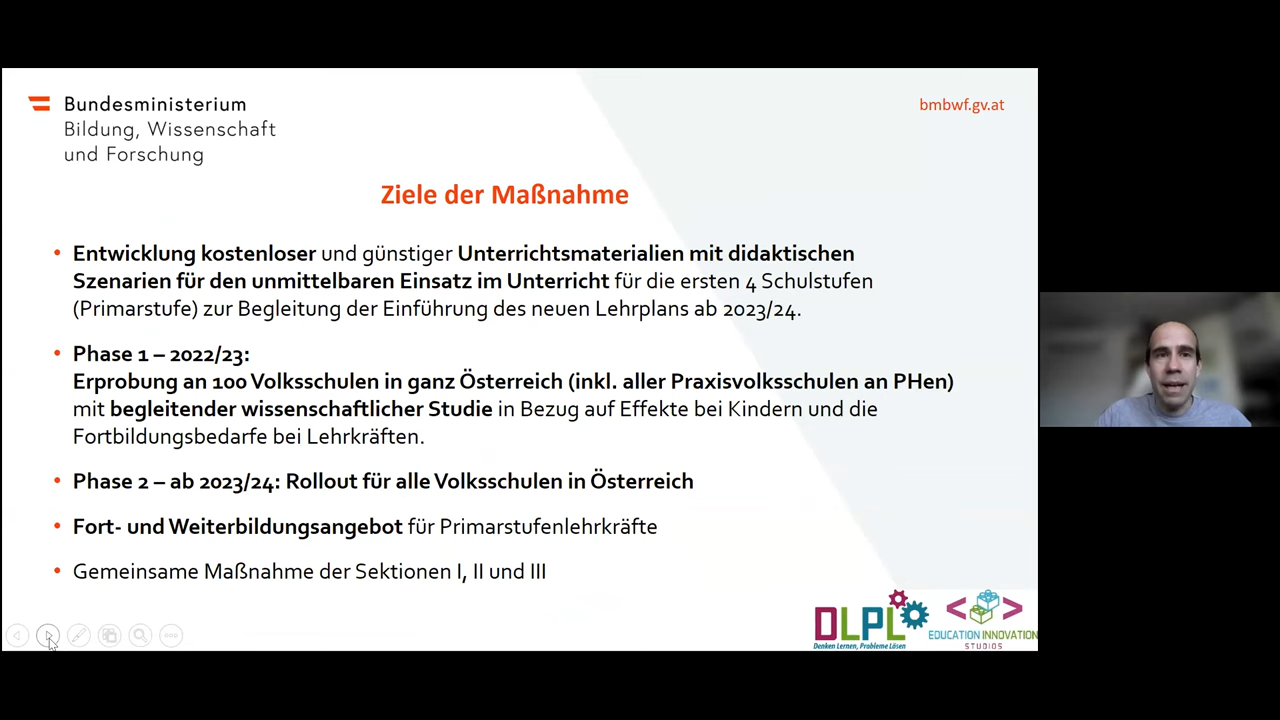 Bundesministerium
Bildung, Wissenschaft
und Forschung
bmbwf.gv.at
Ziele der Maßnahme
• Entwicklung kostenloser und günstiger Unterrichtsmaterialien mit didaktischen
Szenarien für den unmittelbaren Einsatz im Unterricht für die ersten 4 Schulstufen
(Primarstufe) zur Begleitung der Einführung des neuen Lehrplans ab 2023/24.
• Phase 1 – 2022/23:
Erprobung an 100 Volksschulen in ganz Österreich (inkl. aller Praxisvolksschulen an PHen)
mit begleitender wissenschaftlicher Studie in Bezug auf Effekte bei Kindern und die
Fortbildungsbedarfe bei Lehrkräften.
• Phase 2 – ab 2023/24: Rollout für alle Volksschulen in Österreich
• Fort- und Weiterbildungsangebot für Primarstufenlehrkräfte
• Gemeinsame Maßnahme der Sektionen I, II und III
DLPL
Denken Lernen, Probleme Lösen
EDUCATION INNOVATION
STUDIOS